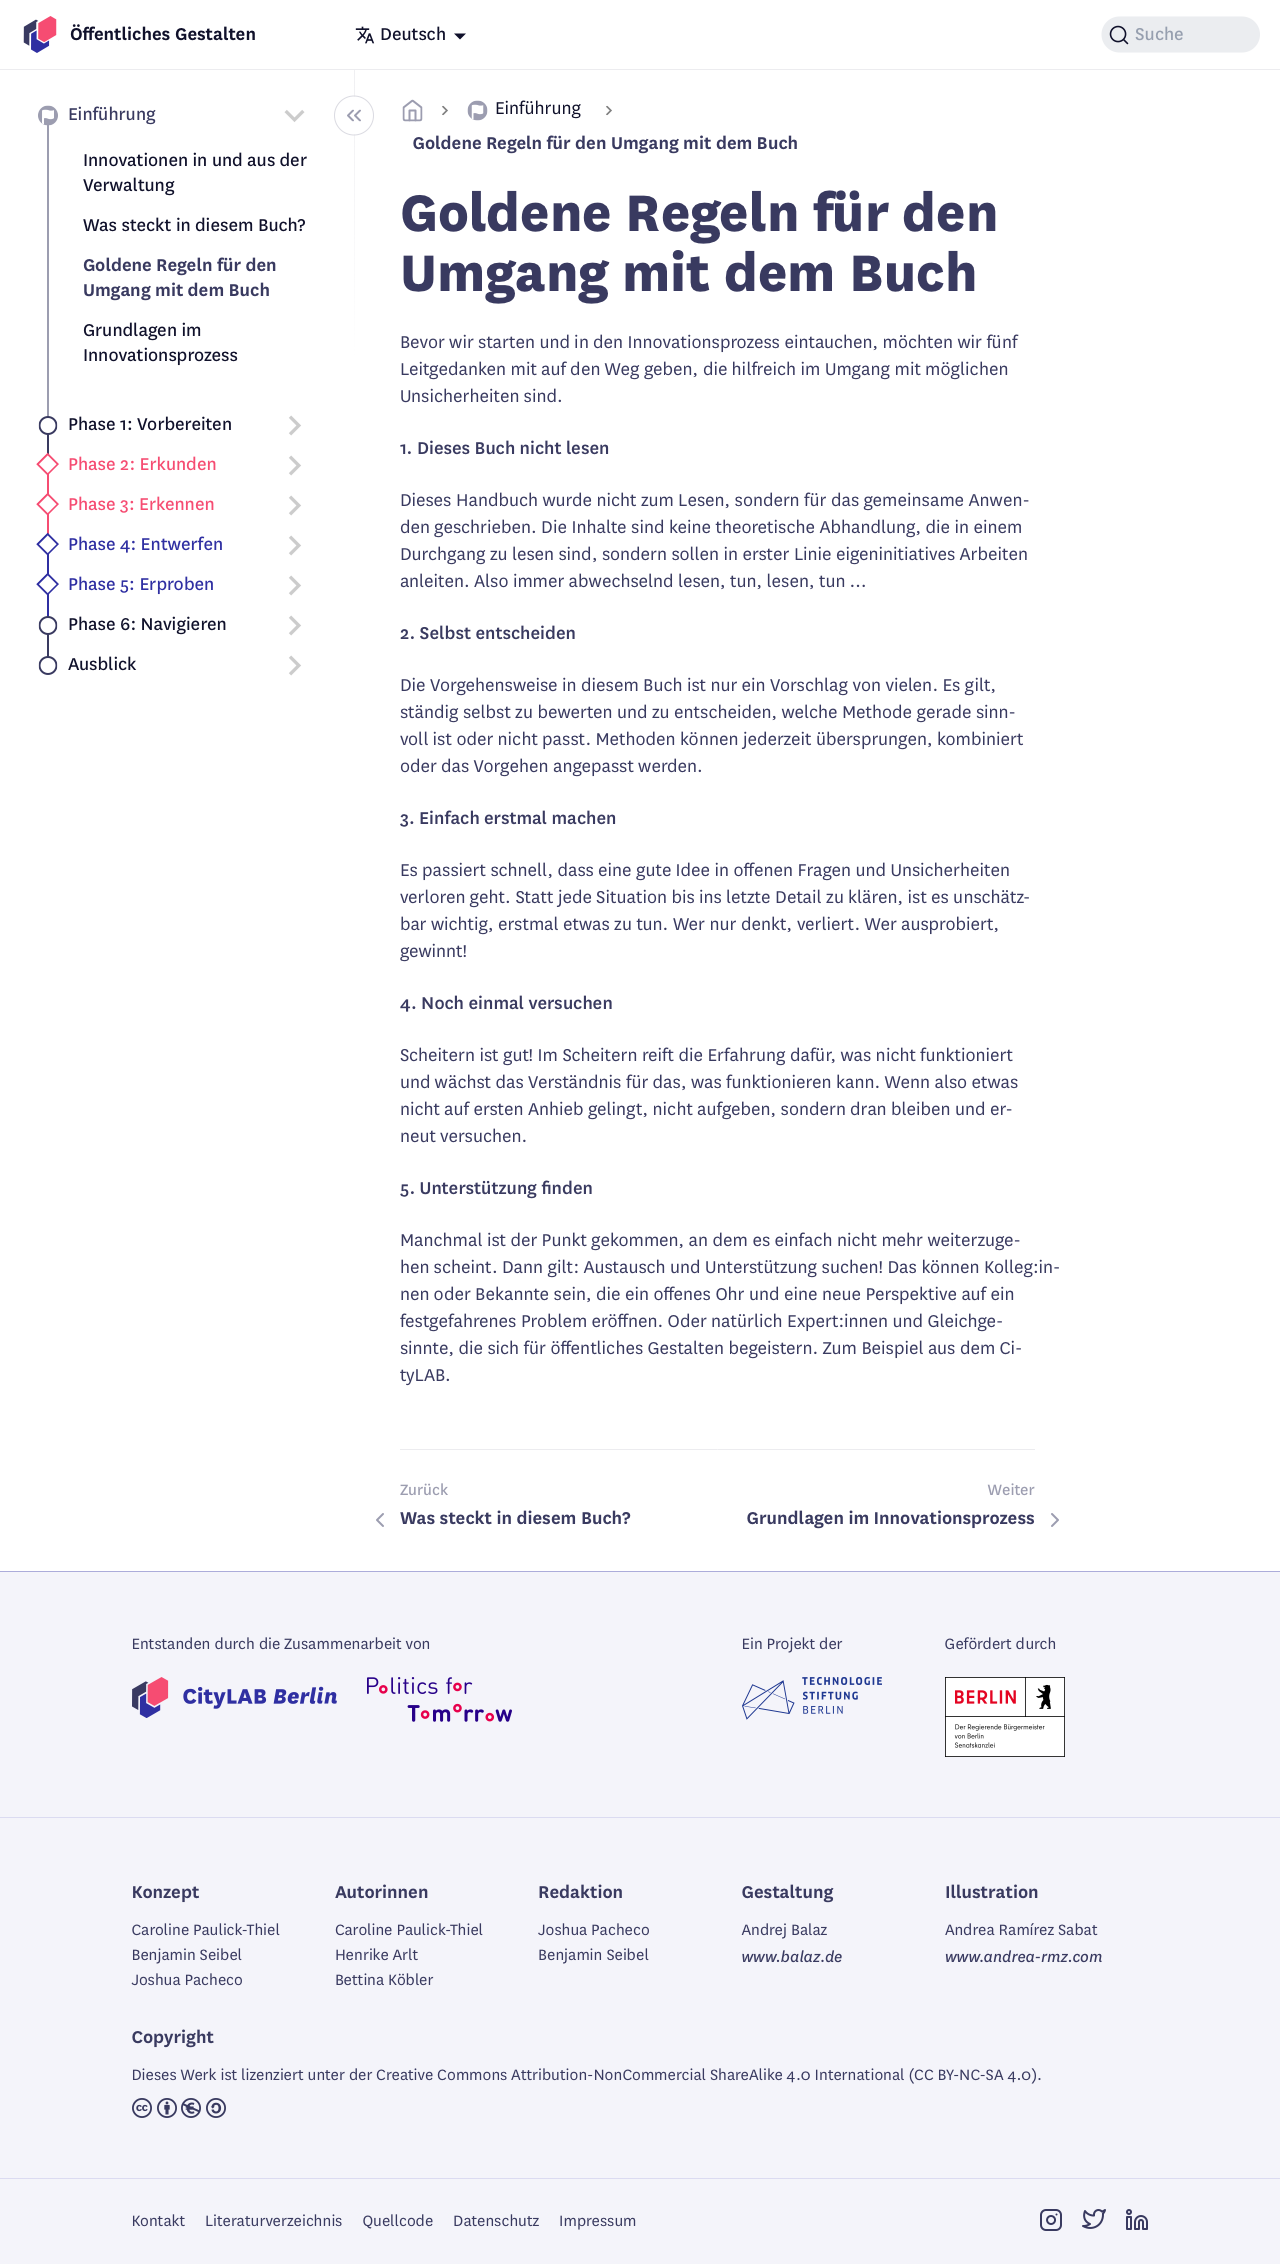 Öffentliches Gestalten
Deutsch
Suche
Einführung
Innovationen in und aus der
Verwaltung
Was steckt in diesem Buch?
Goldene Regeln für den
Umgang mit dem Buch
Grundlagen im
Innovationsprozess
Phase 1: Vorbereiten
Phase 2: Erkunden
Phase 3: Erkennen
Phase 4: Entwerfen
Phase 5: Erproben
Phase 6: Navigieren
Ausblick
Einführung
Goldene Regeln für den Umgang mit dem Buch
Goldene Regeln für den
Umgang mit dem Buch
Bevor wir starten und in den Innovationsprozess eintauchen, möchten wir fünf
Leitgedanken mit auf den Weg geben, die hilfreich im Umgang mit möglichen
Unsicherheiten sind.
1. Dieses Buch nicht lesen
Dieses Handbuch wurde nicht zum Lesen, sondern für das gemeinsame Anwen-
den geschrieben. Die Inhalte sind keine theoretische Abhandlung, die in einem
Durchgang zu lesen sind, sondern sollen in erster Linie eigeninitiatives Arbeiten
anleiten. Also immer abwechselnd lesen, tun, lesen, tun …
2. Selbst entscheiden
Die Vorgehensweise in diesem Buch ist nur ein Vorschlag von vielen. Es gilt,
ständig selbst zu bewerten und zu entscheiden, welche Methode gerade sinn-
voll ist oder nicht passt. Methoden können jederzeit übersprungen, kombiniert
oder das Vorgehen angepasst werden.
3. Einfach erstmal machen
Es passiert schnell, dass eine gute Idee in offenen Fragen und Unsicherheiten
verloren geht. Statt jede Situation bis ins letzte Detail zu klären, ist es unschätz-
bar wichtig, erstmal etwas zu tun. Wer nur denkt, verliert. Wer ausprobiert,
gewinnt!
4. Noch einmal versuchen
Scheitern ist gut! Im Scheitern reift die Erfahrung dafür, was nicht funktioniert
und wächst das Verständnis für das, was funktionieren kann. Wenn also etwas
nicht auf ersten Anhieb gelingt, nicht aufgeben, sondern dran bleiben und er-
neut versuchen.
5. Unterstützung finden
Manchmal ist der Punkt gekommen, an dem es einfach nicht mehr weiterzuge-
hen scheint. Dann gilt: Austausch und Unterstützung suchen! Das können Kolleg:in-
nen oder Bekannte sein, die ein offenes Ohr und eine neue Perspektive auf ein
festgefahrenes Problem eröffnen. Oder natürlich Expert:innen und Gleichge-
sinnte, die sich für öffentliches Gestalten begeistern. Zum Beispiel aus dem Ci-
tyLAB.
Zurück
Was steckt in diesem Buch?
Weiter
Grundlagen im Innovationsprozess
Entstanden durch die Zusammenarbeit von
CityLAB Berlin
Politics for
Tomorrow
Ein Projekt der
TECHNOLOGIE
STIFTUNG
BERLIN
Gefördert durch
BERLIN
Der Regierende Bürgermeister
von Berlin
Senatskanzlei
Konzept
Caroline Paulick-Thiel
Benjamin Seibel
Joshua Pacheco
Autorinnen
Caroline Paulick-Thiel
Henrike Arlt
Bettina Köbler
Redaktion
Joshua Pacheco
Benjamin Seibel
Gestaltung
Andrej Balaz
www.balaz.de
Illustration
Andrea Ramírez Sabat
www.andrea-rmz.com
Copyright
Dieses Werk ist lizenziert unter der Creative Commons Attribution-NonCommercial ShareAlike 4.0 International (CC BY-NC-SA 4.0).
Kontakt
Literaturverzeichnis
Quellcode
Datenschutz
Impressum